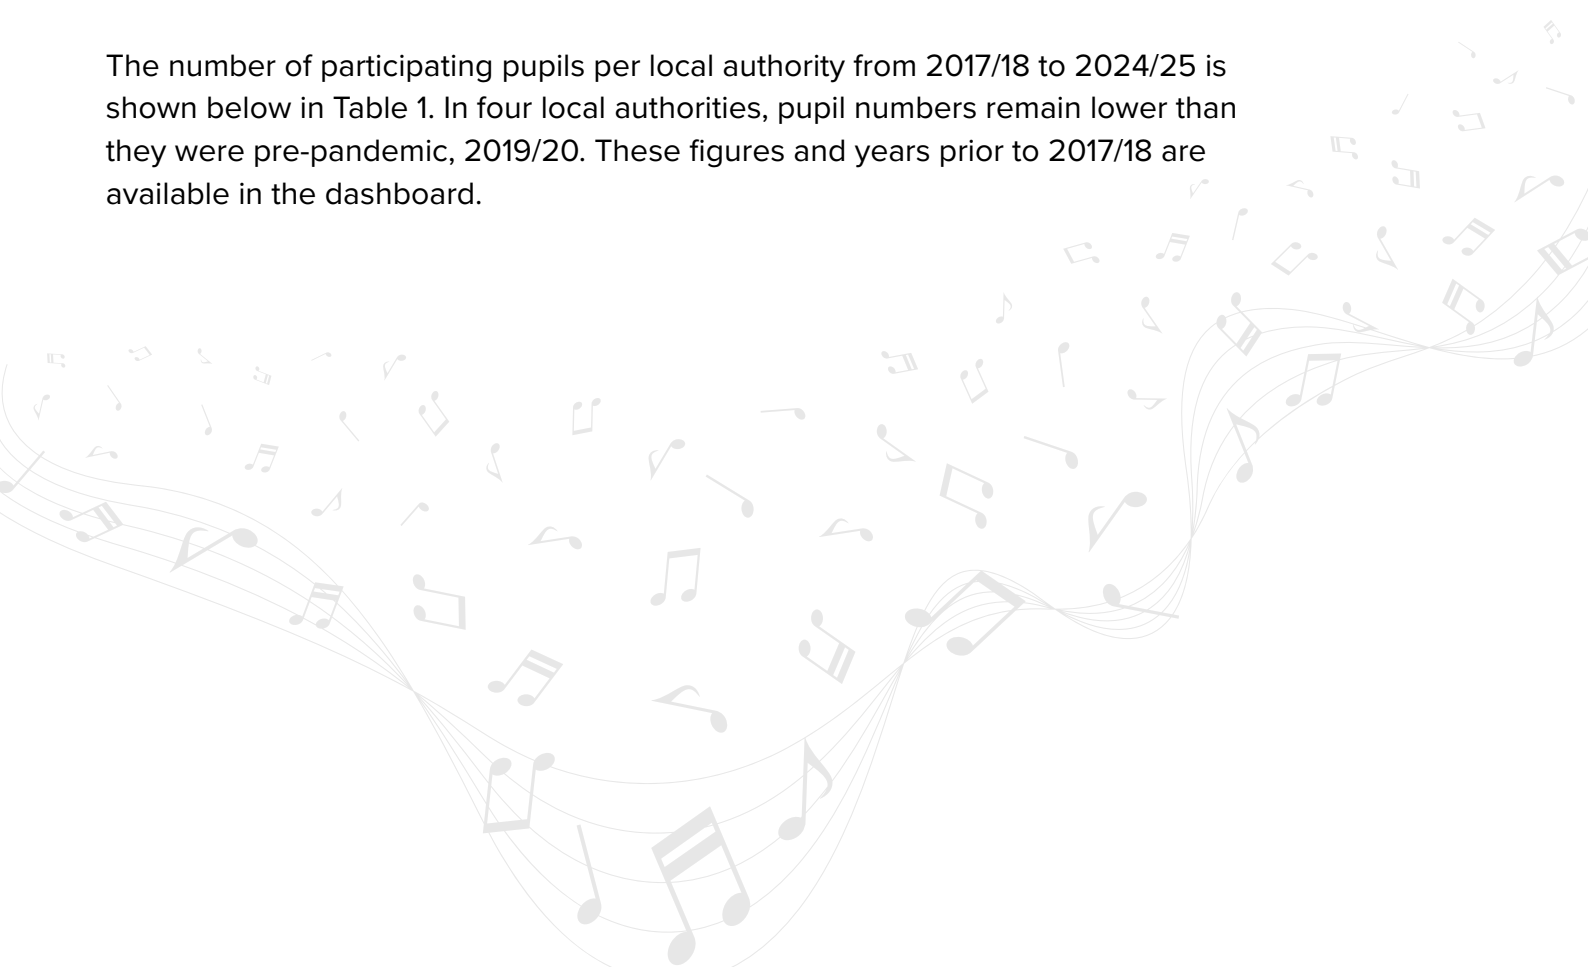 The number of participating pupils per local authority from 2017/18 to 2024/25 is
shown below in Table 1. In four local authorities, pupil numbers remain lower than
they were pre-pandemic, 2019/20. These figures and years prior to 2017/18 are
available in the dashboard.